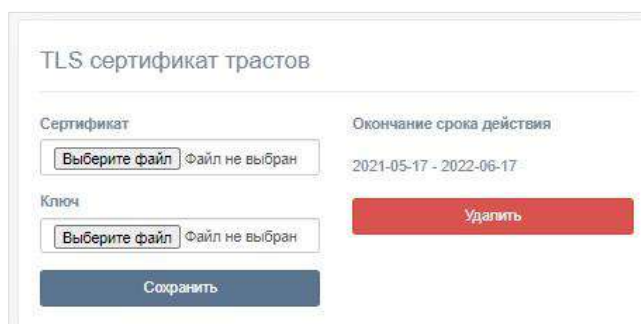 TLS сертификат трастов
Сертификат
Выберите файл Файл не выбран
Ключ
Выберите файл Файл не выбран
Сохранить
Окончание срока действия
2021-05-17 - 2022-06-17
Удалить